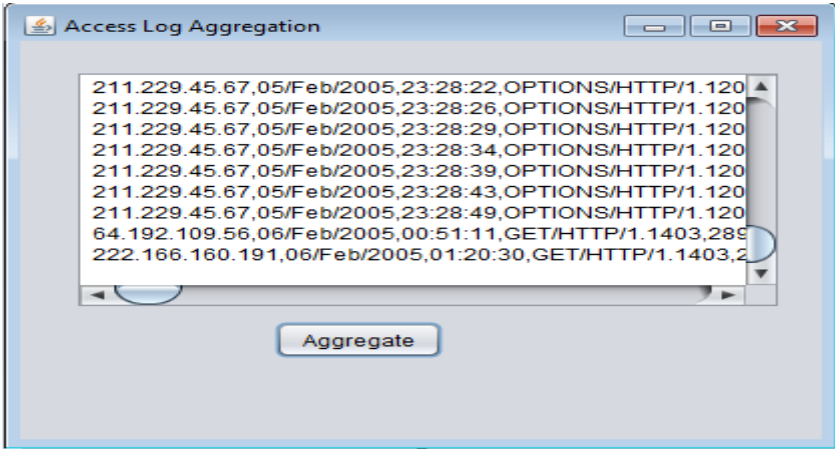 Access Log Aggregation
211.229.45.67,05/Feb/2005,23:28:22,OPTIONS/HTTP/1.120
211.229.45.67,05/Feb/2005,23:28:26,OPTIONS/HTTP/1.120
211.229.45.67,05/Feb/2005,23:28:29,OPTIONS/HTTP/1.120
211.229.45.67,05/Feb/2005,23:28:34,OPTIONS/HTTP/1.120
211.229.45.67,05/Feb/2005,23:28:39,OPTIONS/HTTP/1.120
211.229.45.67,05/Feb/2005,23:28:43,OPTIONS/HTTP/1.120
211.229.45.67,05/Feb/2005,23:28:49,OPTIONS/HTTP/1.120
64.192.109.56,06/Feb/2005,00:51:11,GET/HTTP/1.1403,289
222.166.160.191,06/Feb/2005,01:20:30,GET/HTTP/1.1403,2
Aggregate